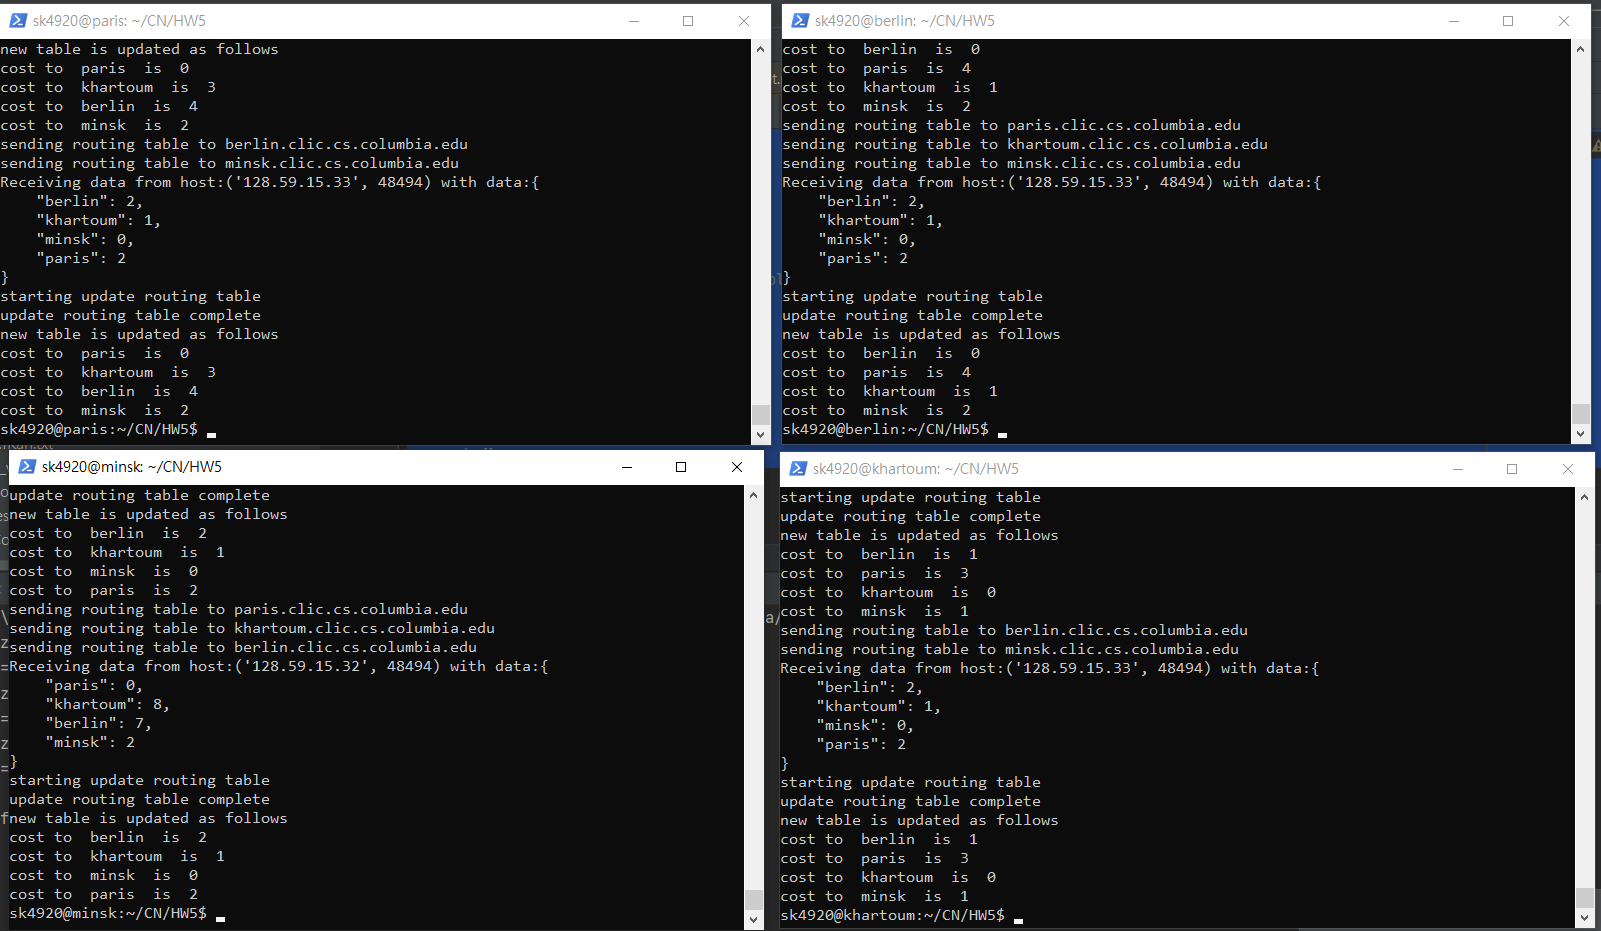 sk4920@paris: ~/CN/HW5
new table is updated as follows
cost to  paris  is  0
cost to  khartoum  is  3
cost to  berlin  is  4
cost to  minsk  is  2
sending routing table to berlin.clic.cs.columbia.edu
sending routing table to minsk.clic.cs.columbia.edu
Receiving data from host:('128.59.15.33', 48494) with data:{
    "berlin": 2,
    "khartoum": 1,
    "minsk": 0,
    "paris": 2
}
starting update routing table
update routing table complete
new table is updated as follows
cost to  paris  is  0
cost to  khartoum  is  3
cost to  berlin  is  4
cost to  minsk  is  2
sk4920@paris:~/CN/HW5$
sk4920@berlin: ~/CN/HW5
cost to  berlin  is  0
cost to  paris  is  4
cost to  khartoum  is  1
cost to  minsk  is  2
sending routing table to paris.clic.cs.columbia.edu
sending routing table to khartoum.clic.cs.columbia.edu
sending routing table to minsk.clic.cs.columbia.edu
Receiving data from host:('128.59.15.33', 48494) with data:{
    "berlin": 2,
    "khartoum": 1,
    "minsk": 0,
    "paris": 2
}
starting update routing table
update routing table complete
new table is updated as follows
cost to  berlin  is  0
cost to  paris  is  4
cost to  khartoum  is  1
cost to  minsk  is  2
sk4920@berlin:~/CN/HW5$
sk4920@minsk: ~/CN/HW5
update routing table complete
new table is updated as follows
cost to  berlin  is  2
cost to  khartoum  is  1
cost to  minsk  is  0
cost to  paris  is  2
sending routing table to paris.clic.cs.columbia.edu
sending routing table to khartoum.clic.cs.columbia.edu
sending routing table to berlin.clic.cs.columbia.edu
Receiving data from host:('128.59.15.32', 48494) with data:{
    "paris": 0,
    "khartoum": 8,
    "berlin": 7,
    "minsk": 2
}
starting update routing table
update routing table complete
new table is updated as follows
cost to  berlin  is  2
cost to  khartoum  is  1
cost to  minsk  is  0
cost to  paris  is  2
sk4920@minsk:~/CN/HW5$
sk4920@khartoum: ~/CN/HW5
starting update routing table
update routing table complete
new table is updated as follows
cost to  berlin  is  1
cost to  paris  is  3
cost to  khartoum  is  0
cost to  minsk  is  1
sending routing table to berlin.clic.cs.columbia.edu
sending routing table to minsk.clic.cs.columbia.edu
Receiving data from host:('128.59.15.33', 48494) with data:{
    "berlin": 2,
    "khartoum": 1,
    "minsk": 0,
    "paris": 2
}
starting update routing table
update routing table complete
new table is updated as follows
cost to  berlin  is  1
cost to  paris  is  3
cost to  khartoum  is  0
cost to  minsk  is  1
sk4920@khartoum:~/CN/HW5$